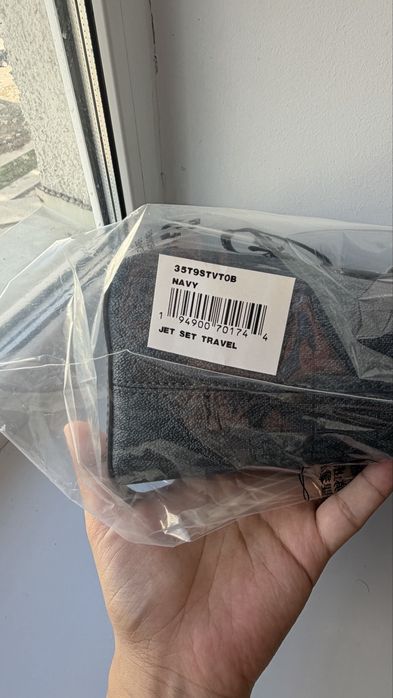 35T9STVT0B
NAVY
1 94900 70174 4
JET SET TRAVEL